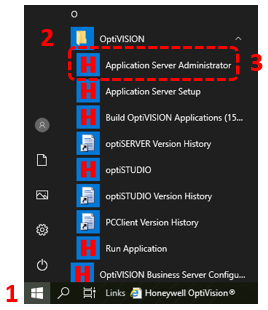 O
2 OptiVISION
H Application Server Administrator 3
H Application Server Setup
H Build OptiVISION Applications (15...
optiSERVER Version History
H optiSTUDIO
optiSTUDIO Version History
PCClient Version History
H Run Application
H OptiVISION Business Server Configu...
1 Links Honeywell OptiVision®